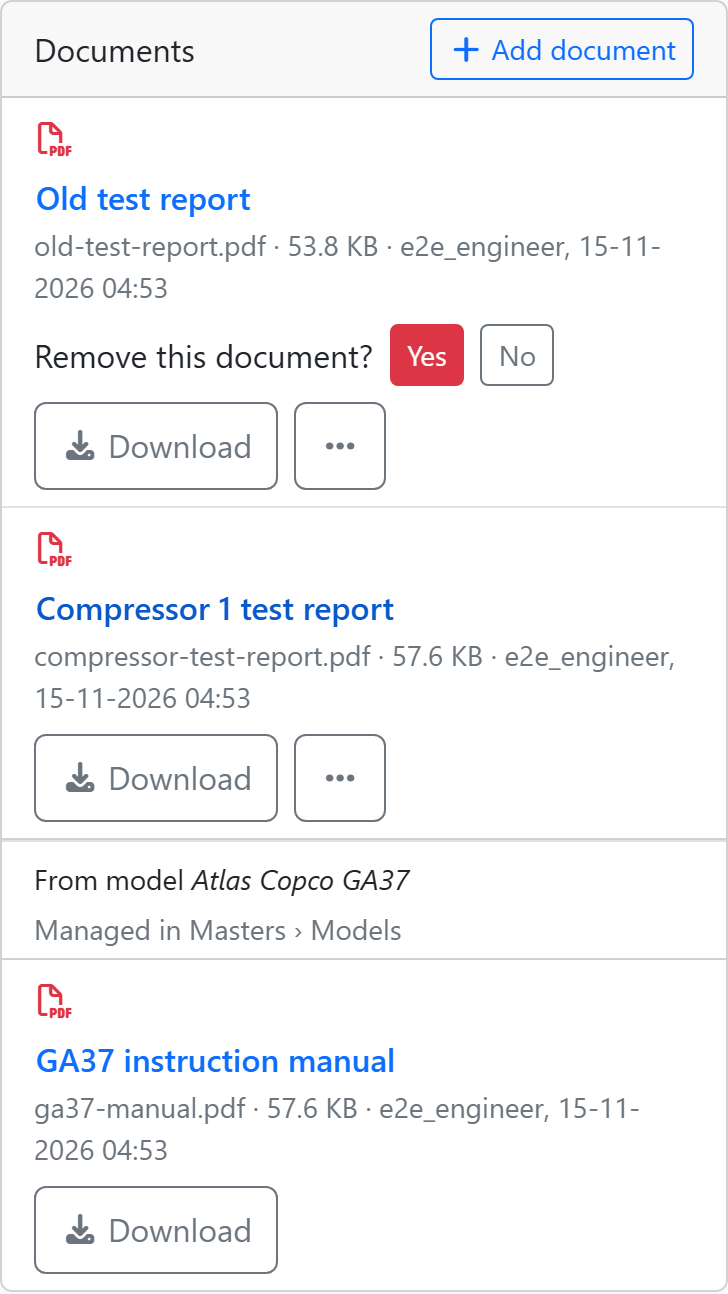 Documents
+ Add document
PDF
Old test report
old-test-report.pdf · 53.8 KB · e2e_engineer, 15-11-
2026 04:53
Remove this document? Yes No
Download ···
PDF
Compressor 1 test report
compressor-test-report.pdf · 57.6 KB · e2e_engineer,
15-11-2026 04:53
Download ···
From model Atlas Copco GA37
Managed in Masters › Models
PDF
GA37 instruction manual
ga37-manual.pdf · 57.6 KB · e2e_engineer, 15-11-
2026 04:53
Download